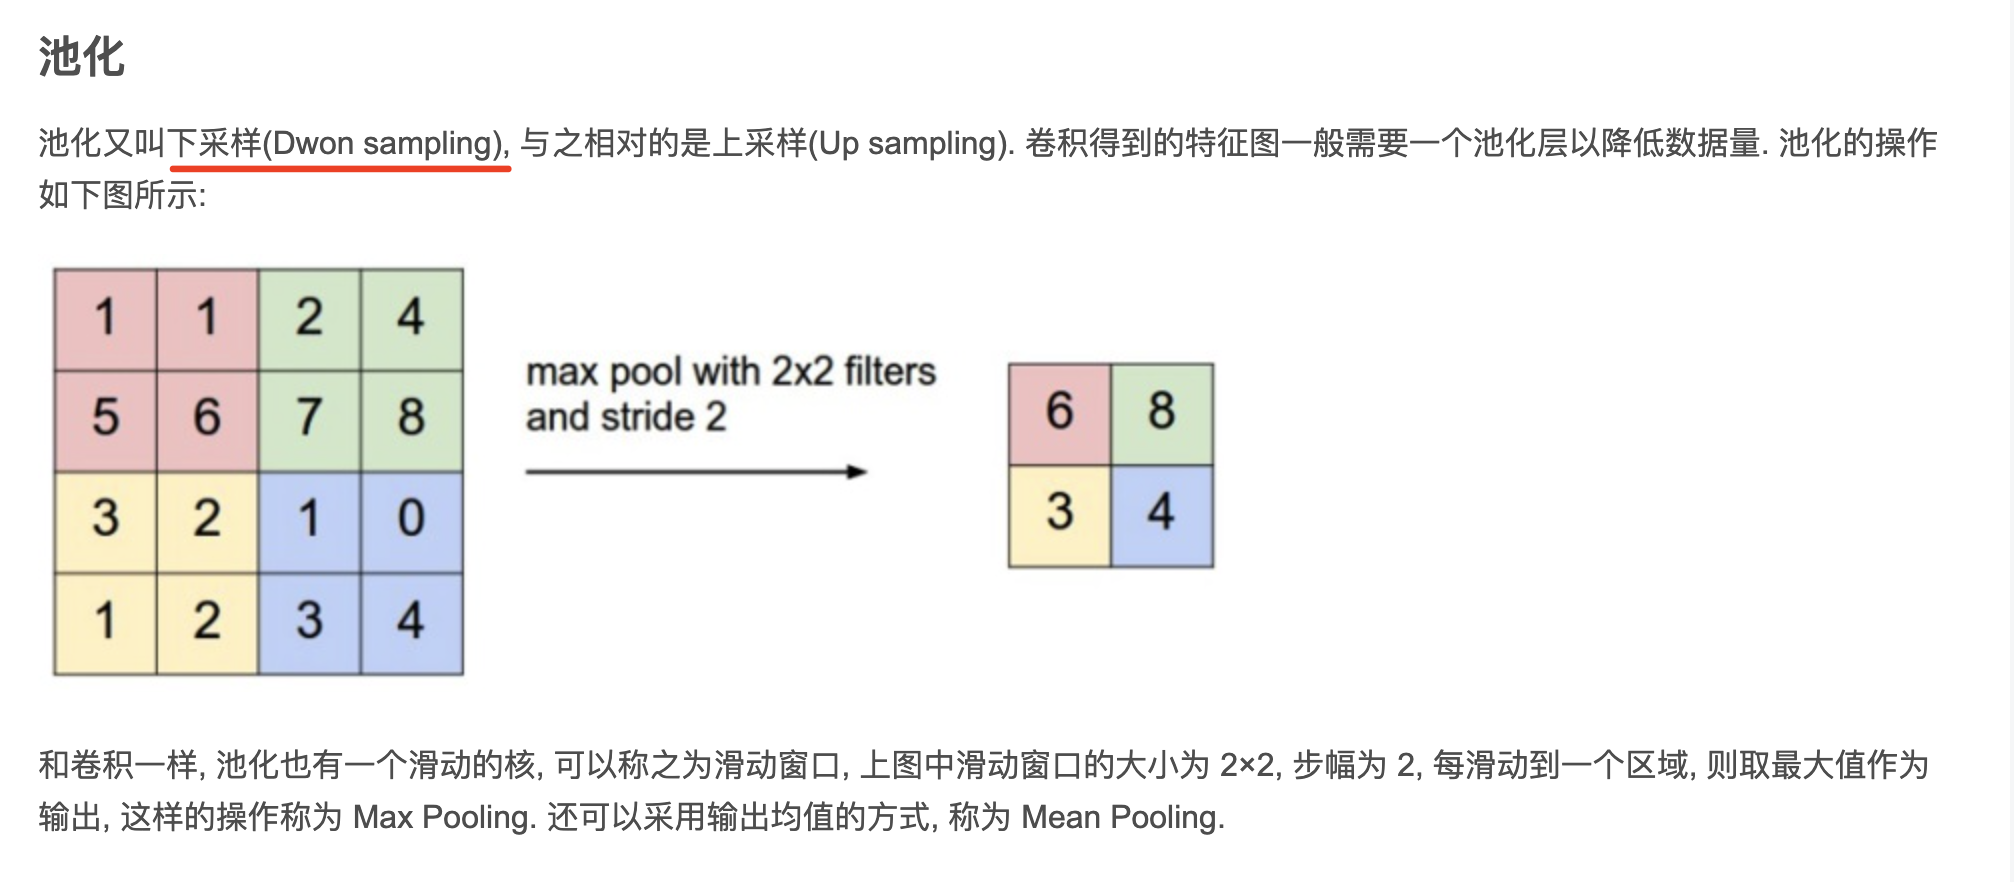 池化
池化又叫下采样(Dwon sampling), 与之相对的是上采样(Up sampling). 卷积得到的特征图一般需要一个池化层以降低数据量. 池化的操作
如下图所示:
1 1 2 4
5 6 7 8
3 2 1 0
1 2 3 4
max pool with 2x2 filters
and stride 2
6 8
3 4
和卷积一样, 池化也有一个滑动的核, 可以称之为滑动窗口, 上图中滑动窗口的大小为 2×2, 步幅为 2, 每滑动到一个区域, 则取最大值作为
输出, 这样的操作称为 Max Pooling. 还可以采用输出均值的方式, 称为 Mean Pooling.